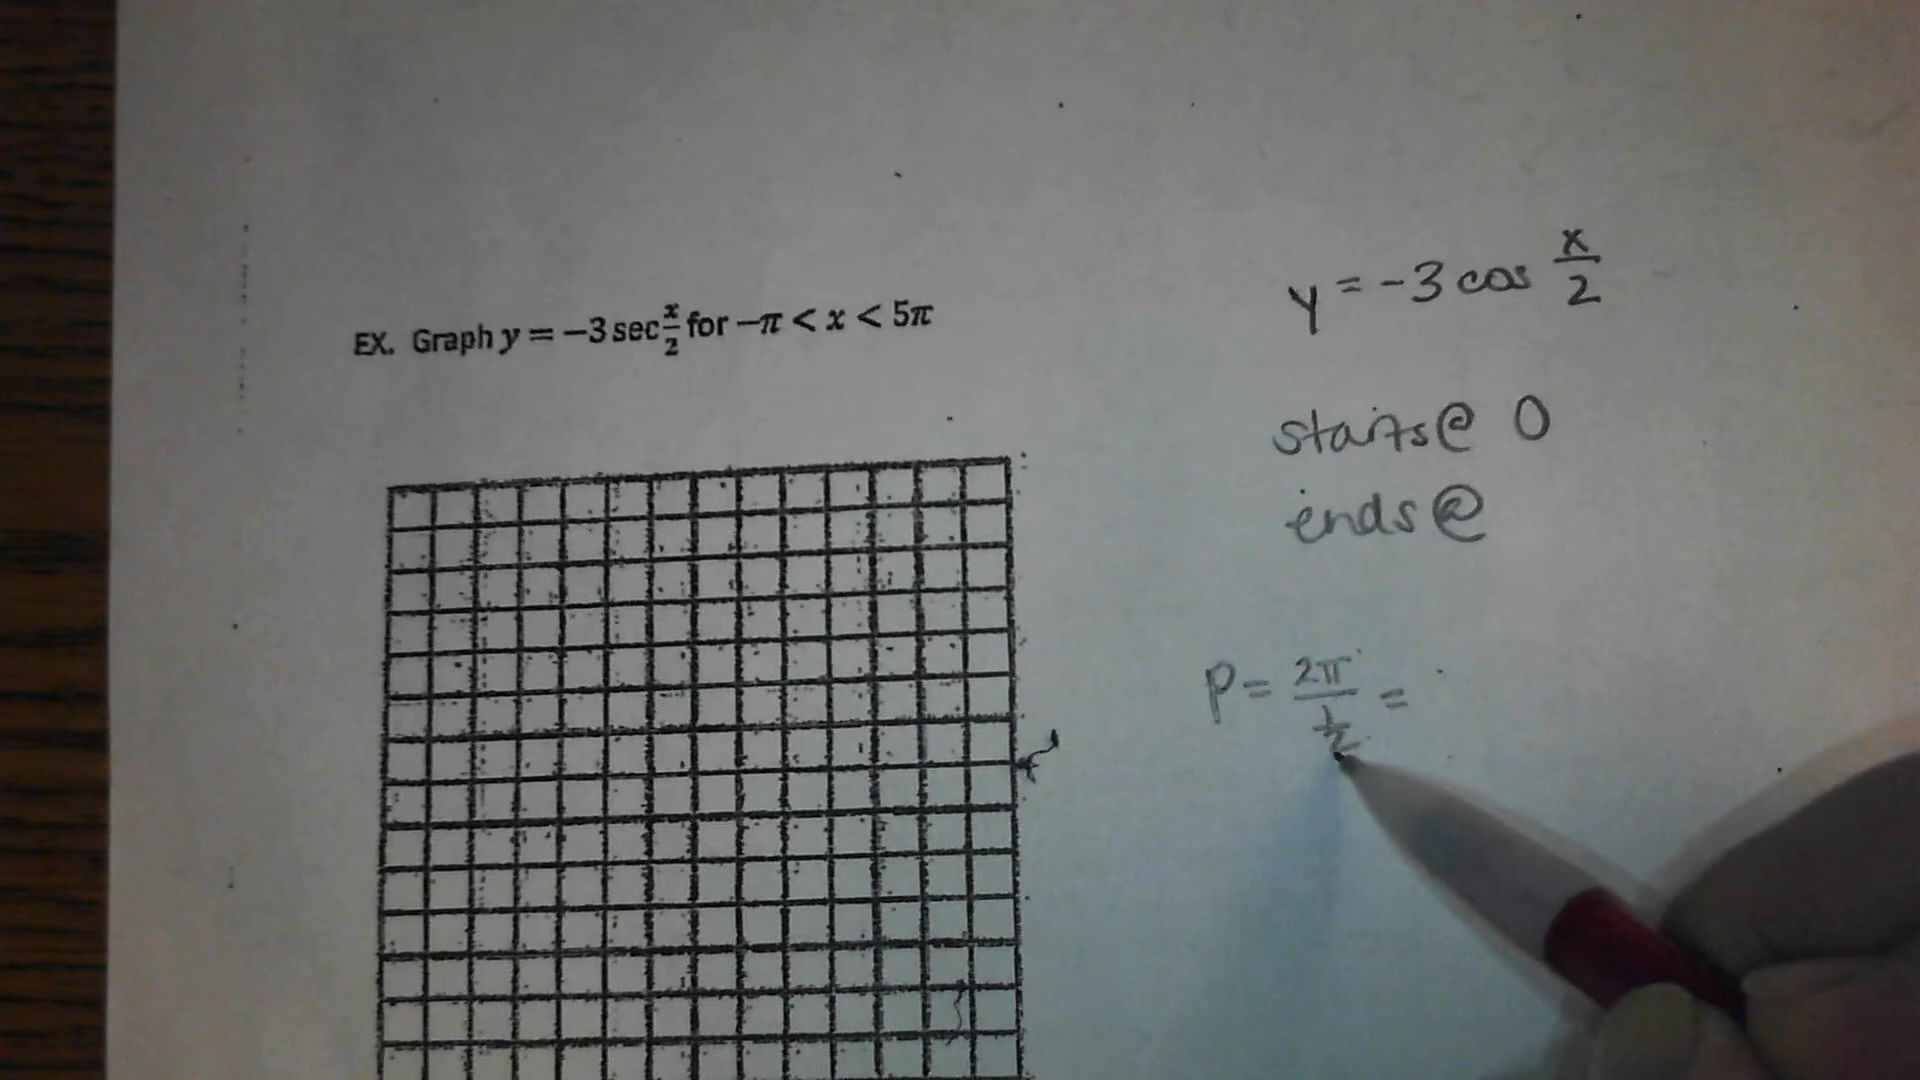 EX. Graph y = −3 sec x/2 for −π < x < 5π
y = -3 cos x/2
starts @ 0
ends @
P = 2π/½ =